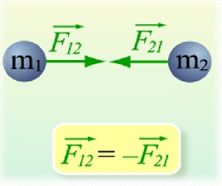 F₁₂ F₂₁
m₁ m₂
F₁₂ = −F₂₁